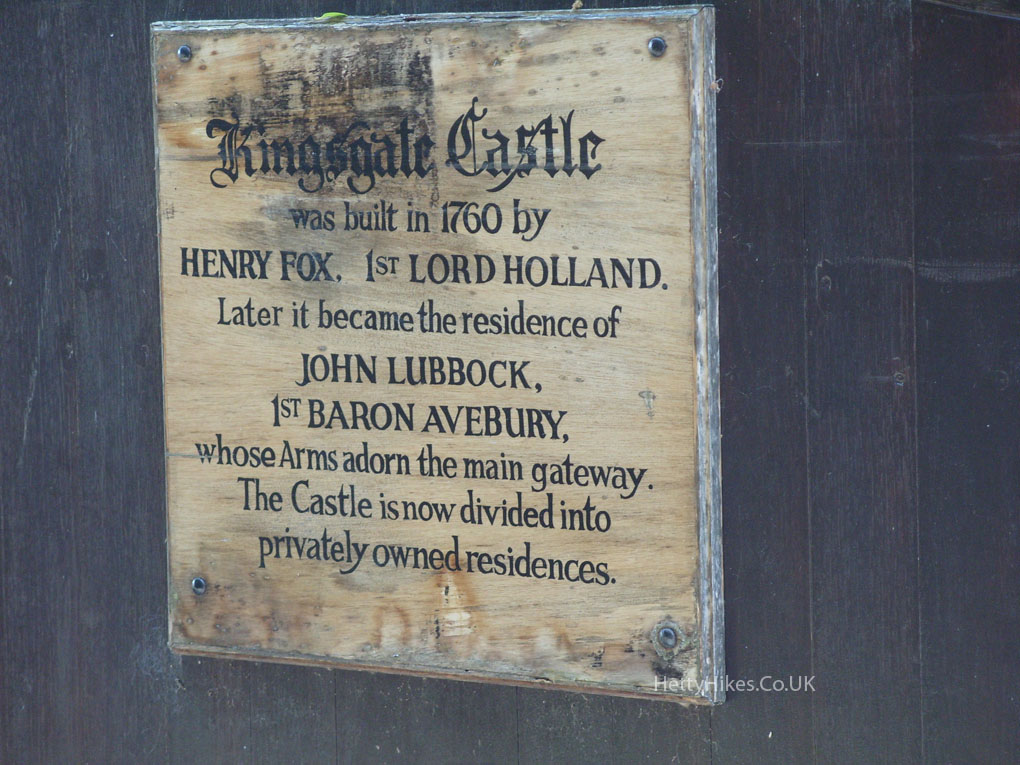 Kingsgate Castle
was built in 1760 by
HENRY FOX, 1ST LORD HOLLAND.
Later it became the residence of
JOHN LUBBOCK,
1ST BARON AVEBURY,
whose Arms adorn the main gateway.
The Castle is now divided into
privately owned residences.
HettyHikes.Co.UK